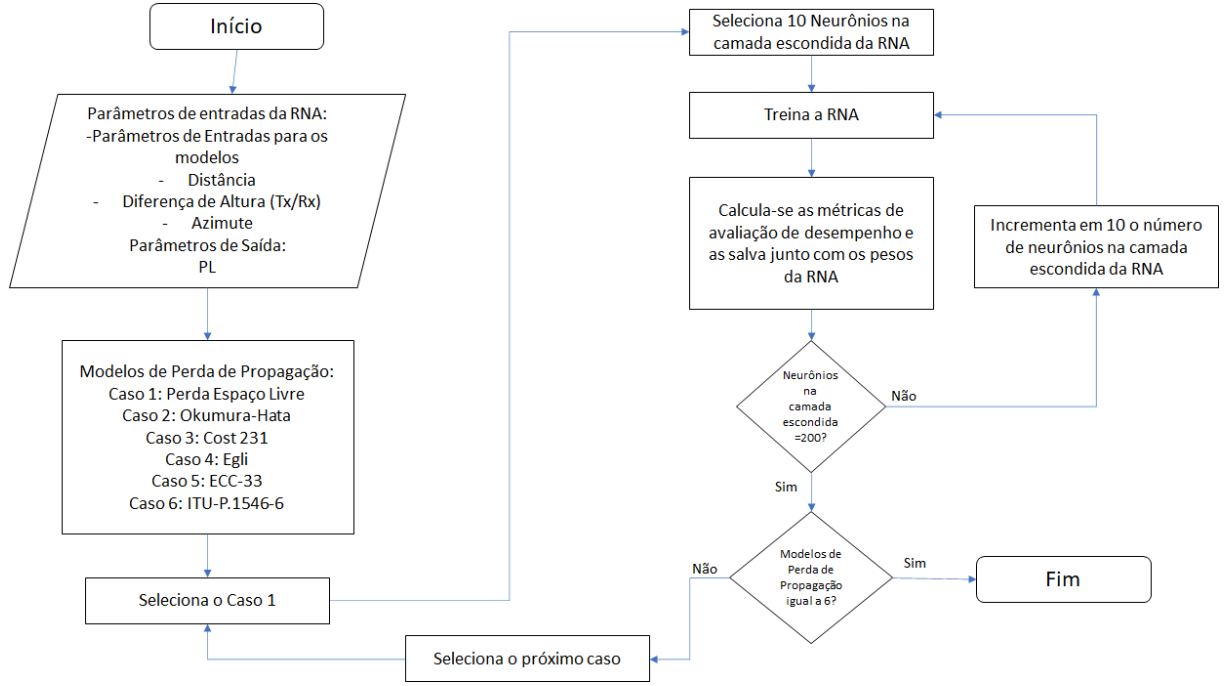 Início
Parâmetros de entradas da RNA:
-Parâmetros de Entradas para os
modelos
- Distância
- Diferença de Altura (Tx/Rx)
- Azimute
Parâmetros de Saída:
PL
Modelos de Perda de Propagação:
Caso 1: Perda Espaço Livre
Caso 2: Okumura-Hata
Caso 3: Cost 231
Caso 4: Egli
Caso 5: ECC-33
Caso 6: ITU-P.1546-6
Seleciona o Caso 1
Seleciona 10 Neurônios na
camada escondida da RNA
Treina a RNA
Calcula-se as métricas de
avaliação de desempenho e
as salva junto com os pesos
da RNA
Neurônios
na
camada
escondida
=200?
Não
Incrementa em 10 o número
de neurônios na camada
escondida da RNA
Sim
Modelos de
Perda de
Propagação
igual a 6?
Não
Sim
Fim
Seleciona o próximo caso